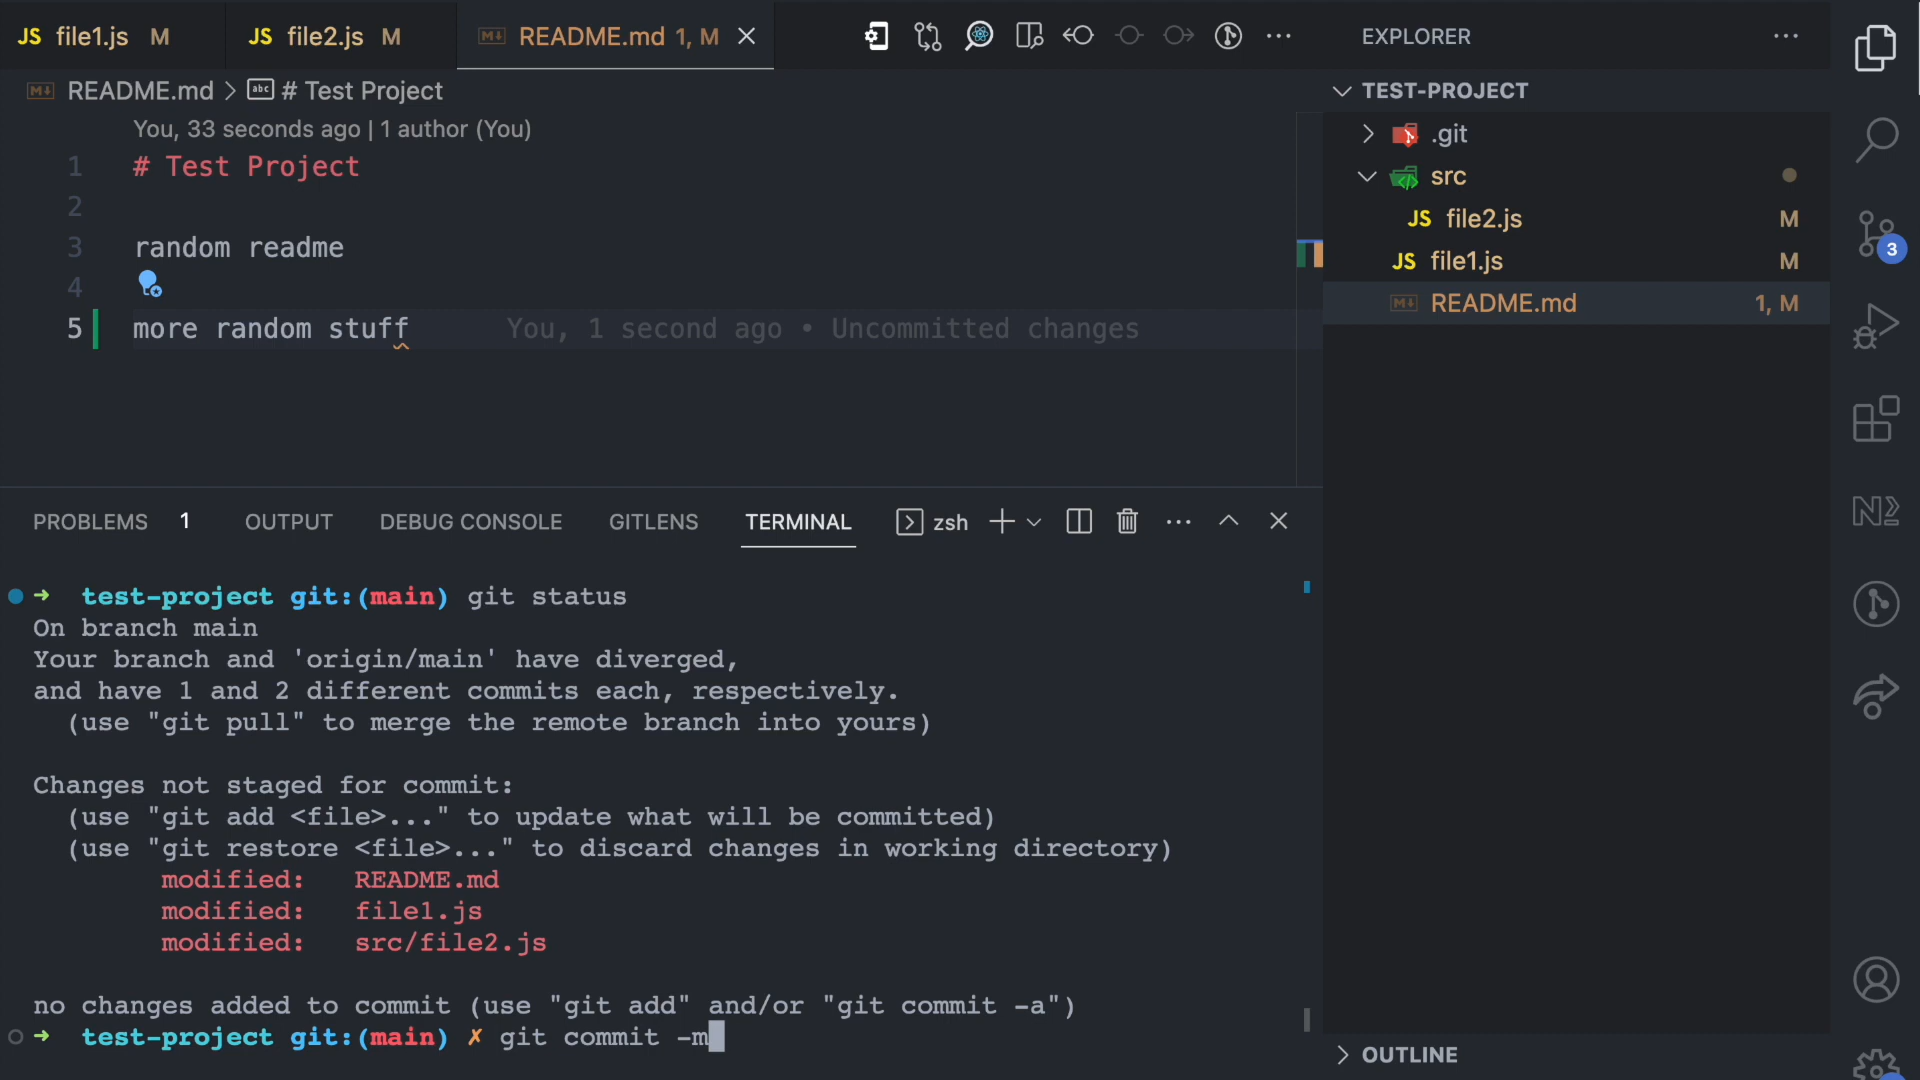 JS file1.js M
JS file2.js M
M README.md 1, M
README.md > abc # Test Project
You, 33 seconds ago | 1 author (You)
1 # Test Project
2
3 random readme
4
5 more random stuff You, 1 second ago • Uncommitted changes
PROBLEMS 1 OUTPUT DEBUG CONSOLE GITLENS TERMINAL zsh
test-project git:(main) git status
On branch main
Your branch and 'origin/main' have diverged,
and have 1 and 2 different commits each, respectively.
(use "git pull" to merge the remote branch into yours)
Changes not staged for commit:
(use "git add <file>..." to update what will be committed)
(use "git restore <file>..." to discard changes in working directory)
modified: README.md
modified: file1.js
modified: src/file2.js
no changes added to commit (use "git add" and/or "git commit -a")
test-project git:(main) ✗ git commit -m
EXPLORER
TEST-PROJECT
.git
src
JS file2.js M
JS file1.js M
M README.md 1, M
OUTLINE
3